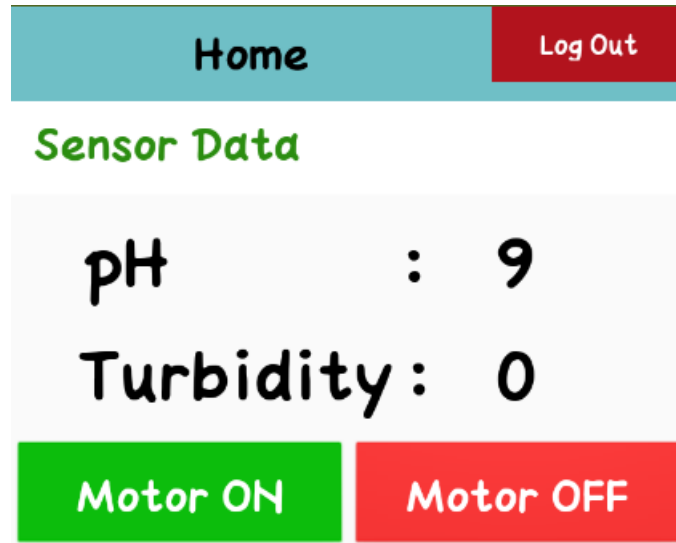 Home Log Out
Sensor Data
pH : 9
Turbidity : 0
Motor ON Motor OFF